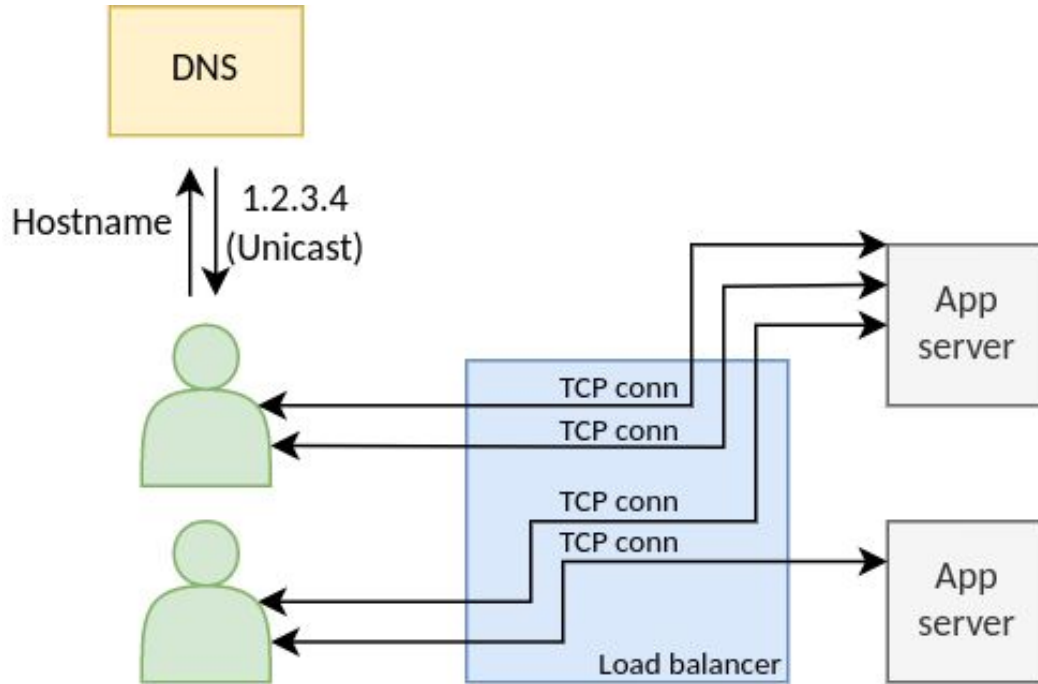 DNS
Hostname
1.2.3.4
(Unicast)
App
server
TCP conn
TCP conn
TCP conn
TCP conn
App
server
Load balancer